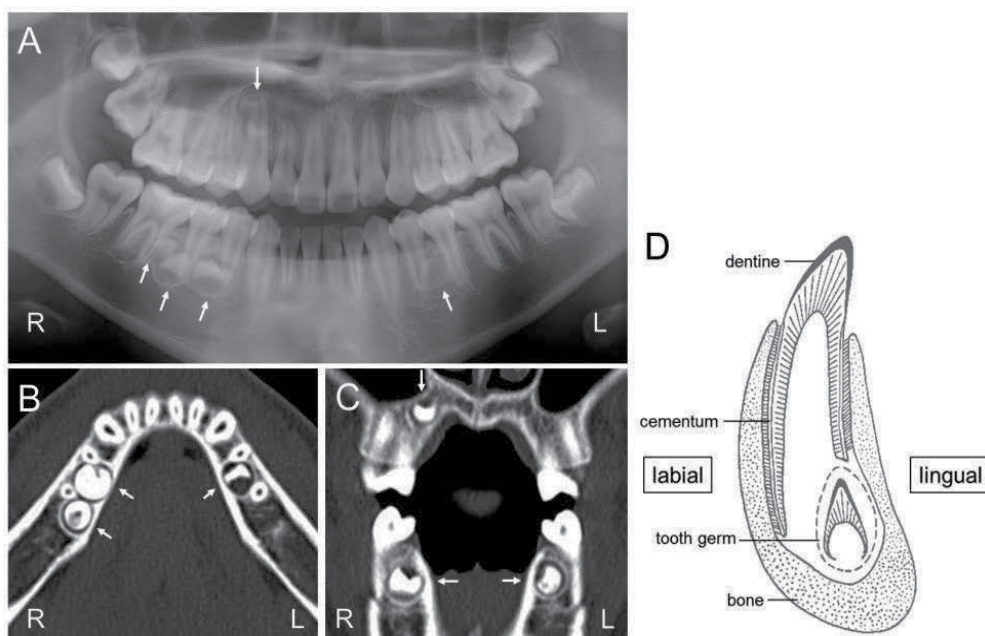 A
R
L
B
R
L
C
R
L
D
dentine
cementum
labial
lingual
tooth germ
bone